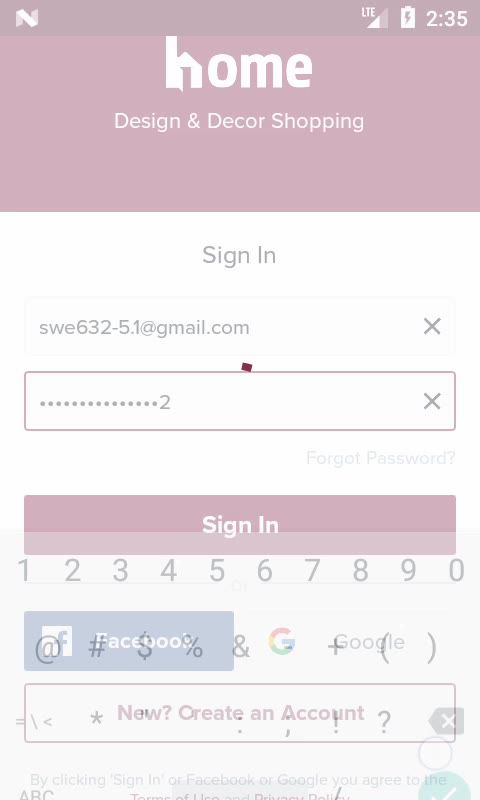 LTE 2:35
home
Design & Decor Shopping
Sign In
swe632-5.1@gmail.com
•••••••••••••••2
Forgot Password?
Sign In
1 2 3 4 5 6 7 8 9 0
Or
Facebook Google
@ # $ % & - + ( )
New? Create an Account
= \ < * " ' : ; ! ?
By clicking 'Sign In' or Facebook or Google you agree to the
Terms of Use and Privacy Policy
ABC , /